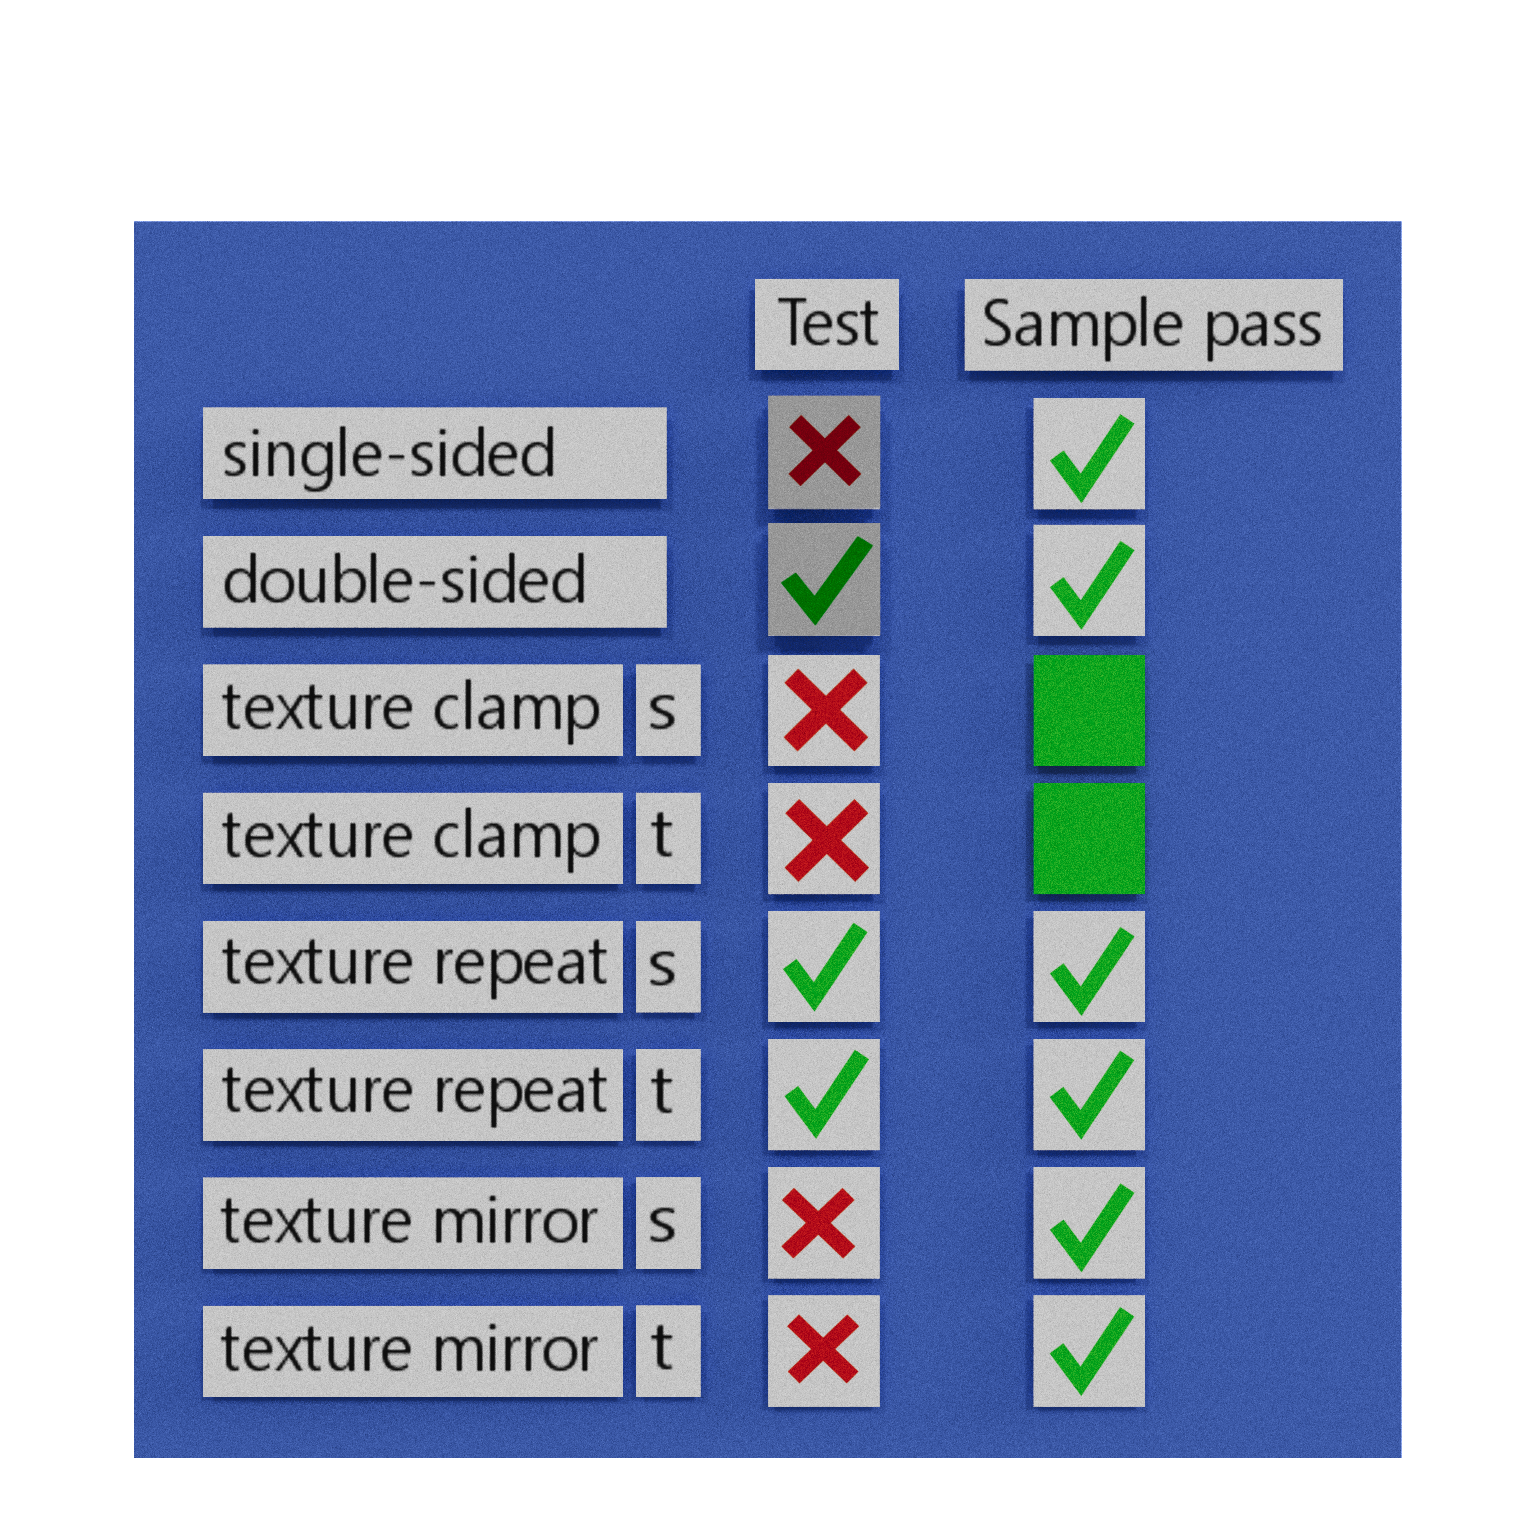 Test Sample pass
single-sided
double-sided
texture clamp s
texture clamp t
texture repeat s
texture repeat t
texture mirror s
texture mirror t